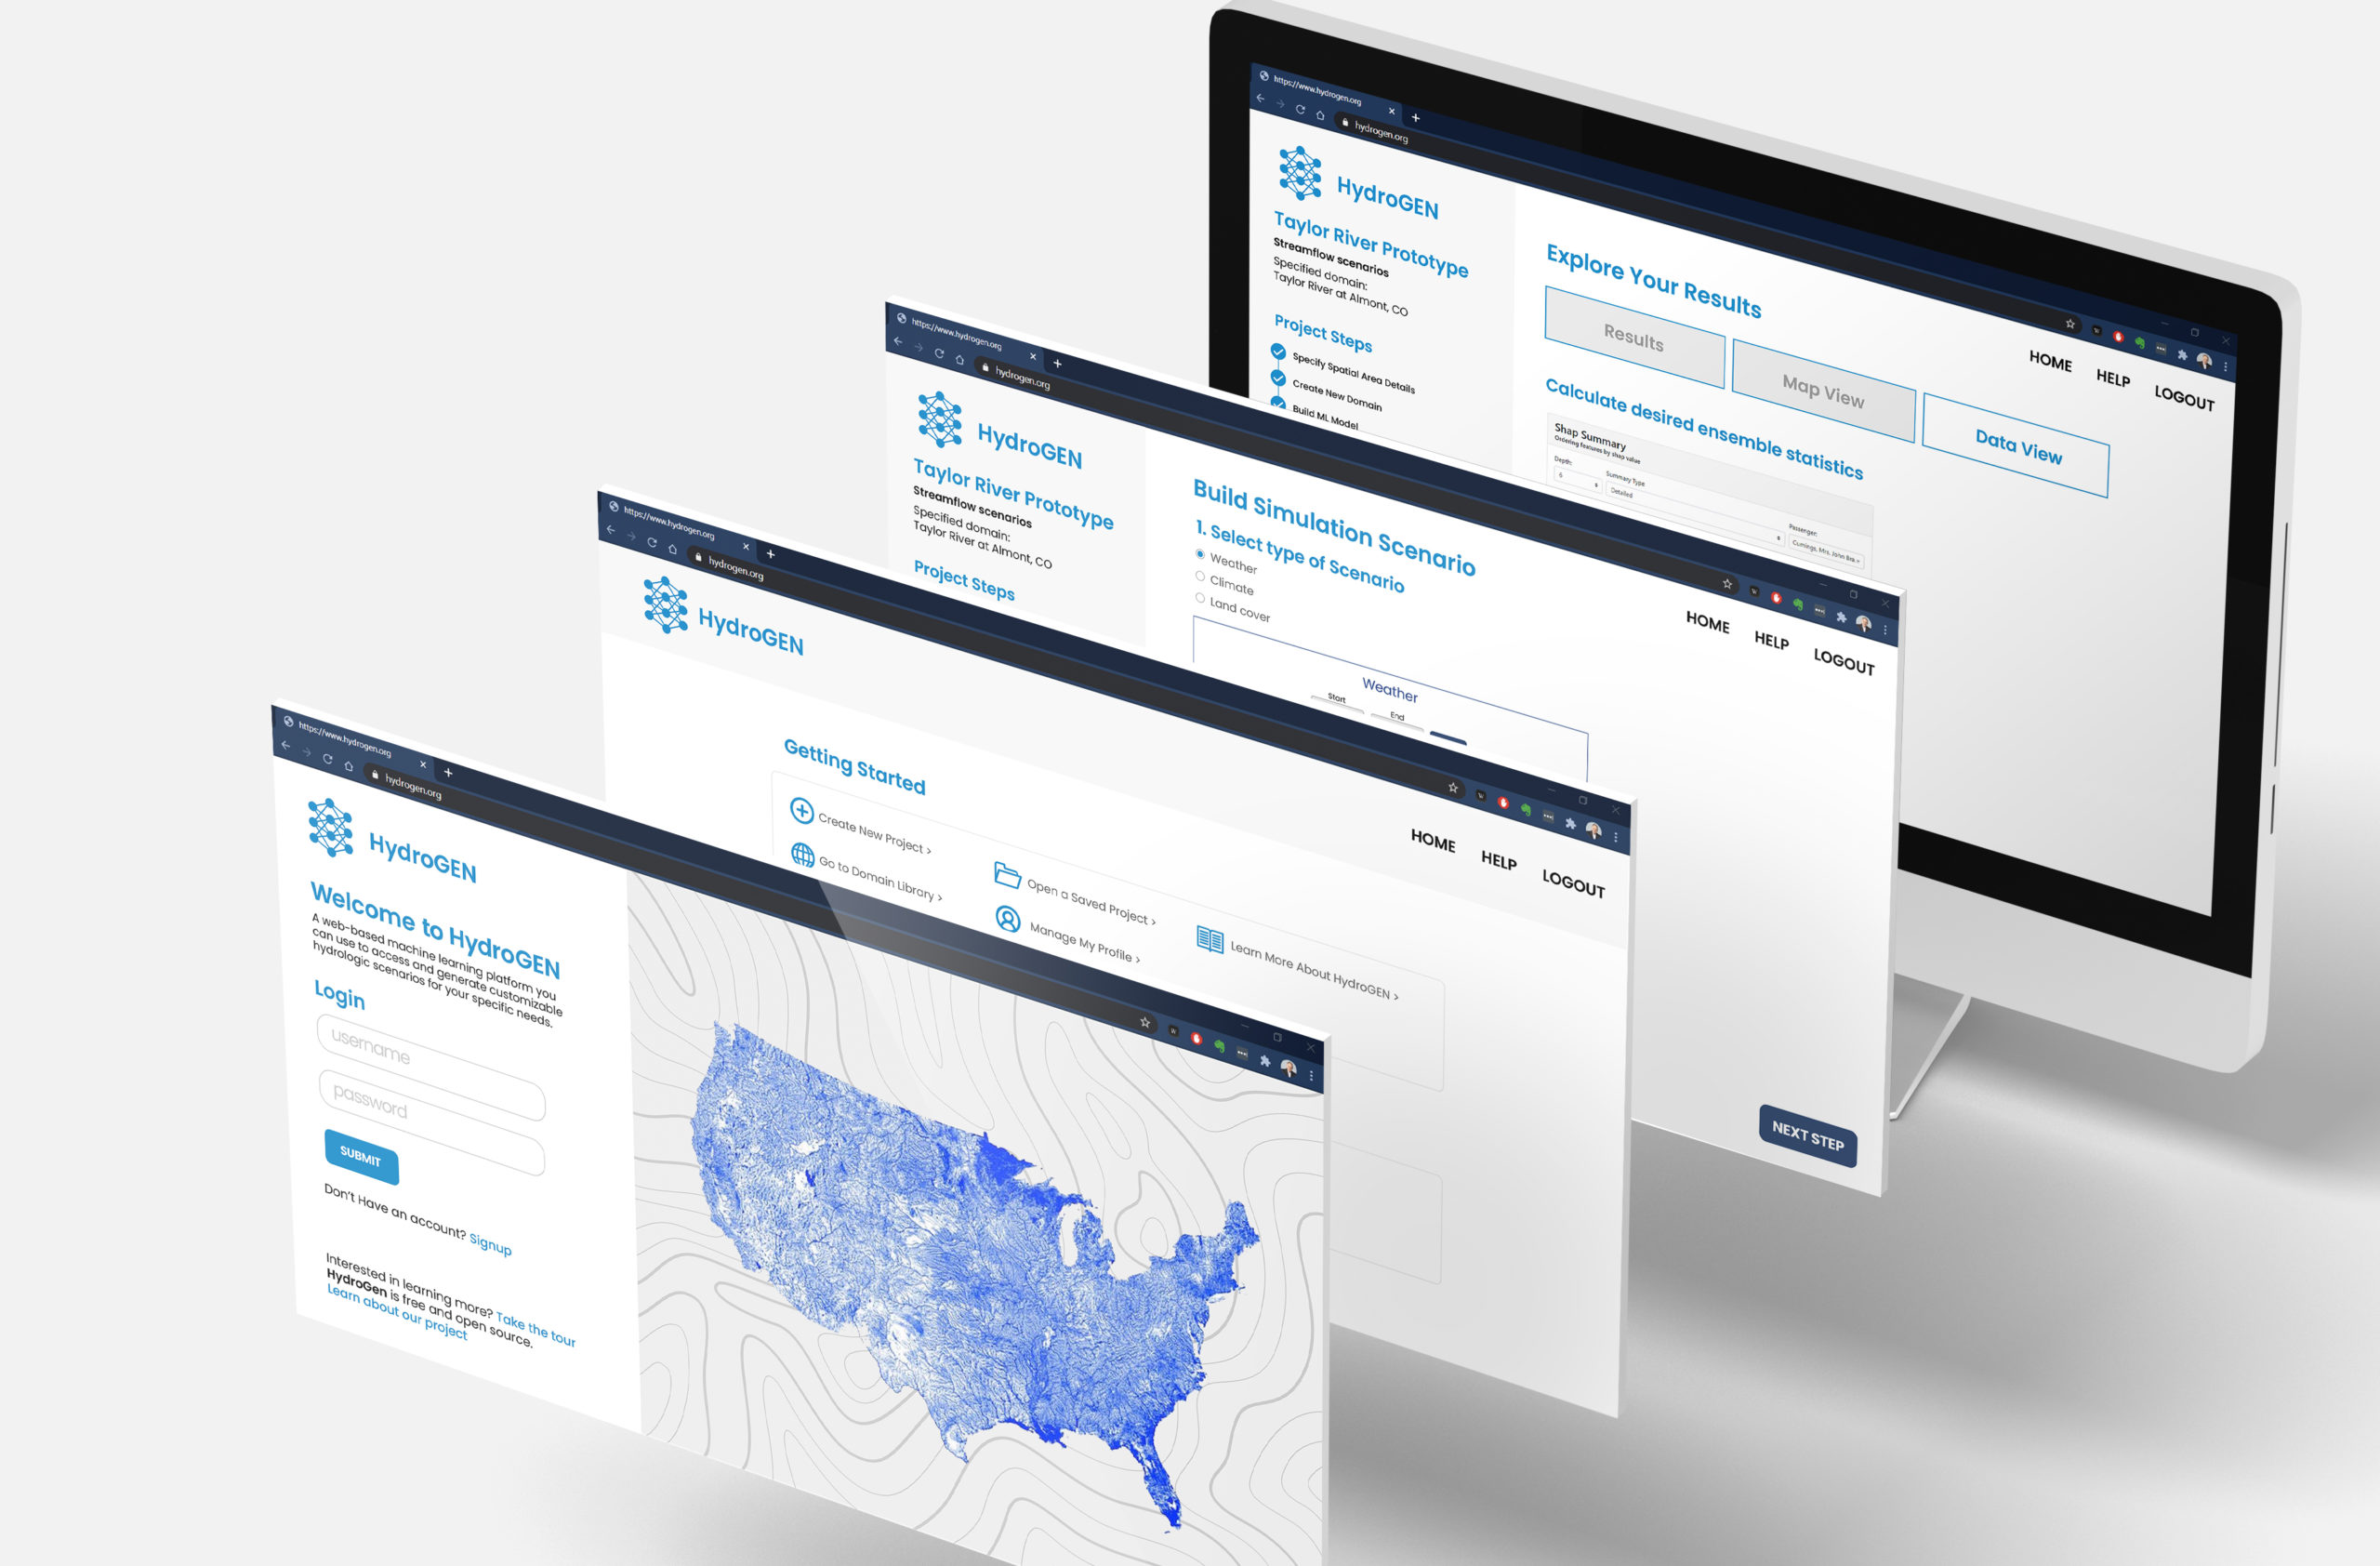 https://www.hydrogen.org
hydrogen.org
HydroGEN
Taylor River Prototype
Streamflow scenarios
Specified domain:
Taylor River at Almont, CO
Project Steps
Specify Spatial Area Details
Create New Domain
Build ML Model
Explore Your Results
Results
Map View
Data View
HOME
HELP
LOGOUT
Calculate desired ensemble statistics
Shap Summary
Ordering features by shap value
Depth:
6
Summary Type
Detailed
Passenger:
Cumings, Mrs. John Bra
https://www.hydrogen.org
hydrogen.org
HydroGEN
Taylor River Prototype
Streamflow scenarios
Specified domain:
Taylor River at Almont, CO
Project Steps
Build Simulation Scenario
1. Select type of Scenario
Weather
Climate
Land cover
Weather
Start
End
HOME
HELP
LOGOUT
NEXT STEP
https://www.hydrogen.org
hydrogen.org
HydroGEN
HOME
HELP
LOGOUT
Getting Started
Create New Project >
Open a Saved Project >
Learn More About HydroGEN >
Go to Domain Library >
Manage My Profile >
https://www.hydrogen.org
hydrogen.org
HydroGEN
Welcome to HydroGEN
A web-based machine learning platform you
can use to access and generate customizable
hydrologic scenarios for your specific needs.
Login
username
password
SUBMIT
Don't Have an account? Signup
Interested in learning more? Take the tour
HydroGen is free and open source.
Learn about our project